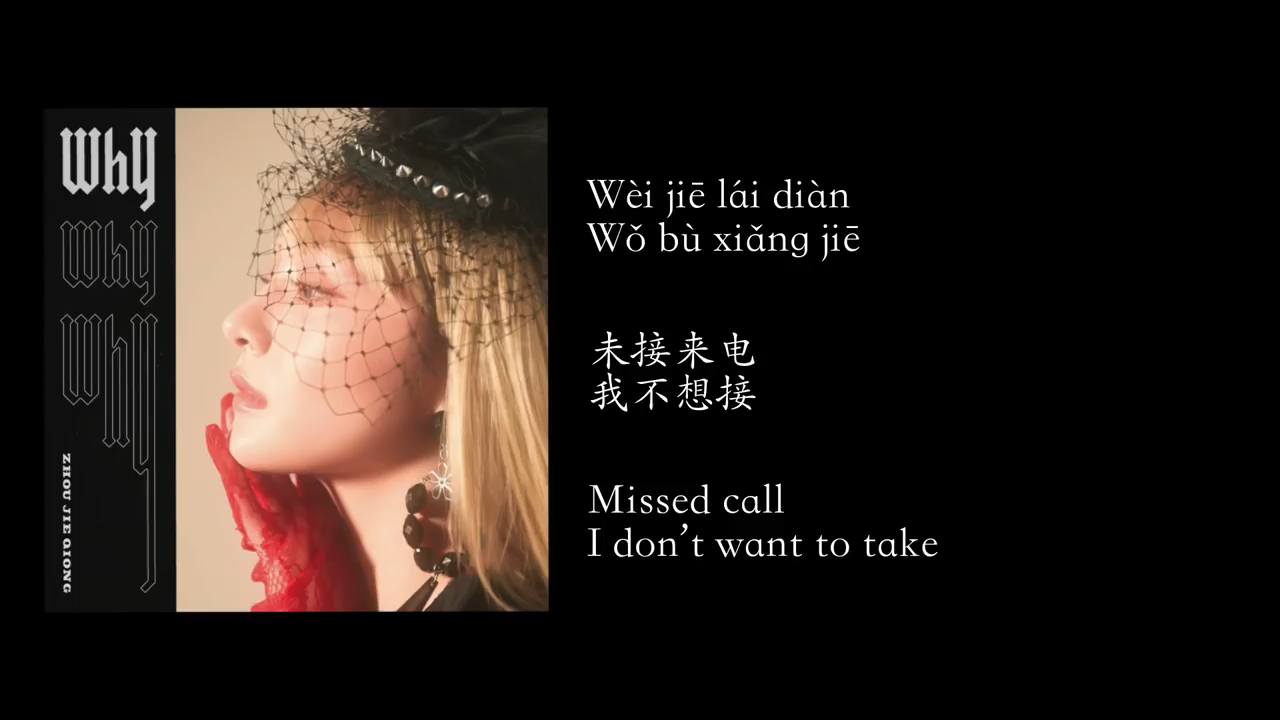 Why
Why
Why
ZHOU JIE QIONG
Wèi jiē lái diàn
Wǒ bù xiǎng jiē
未接来电
我不想接
Missed call
I don't want to take